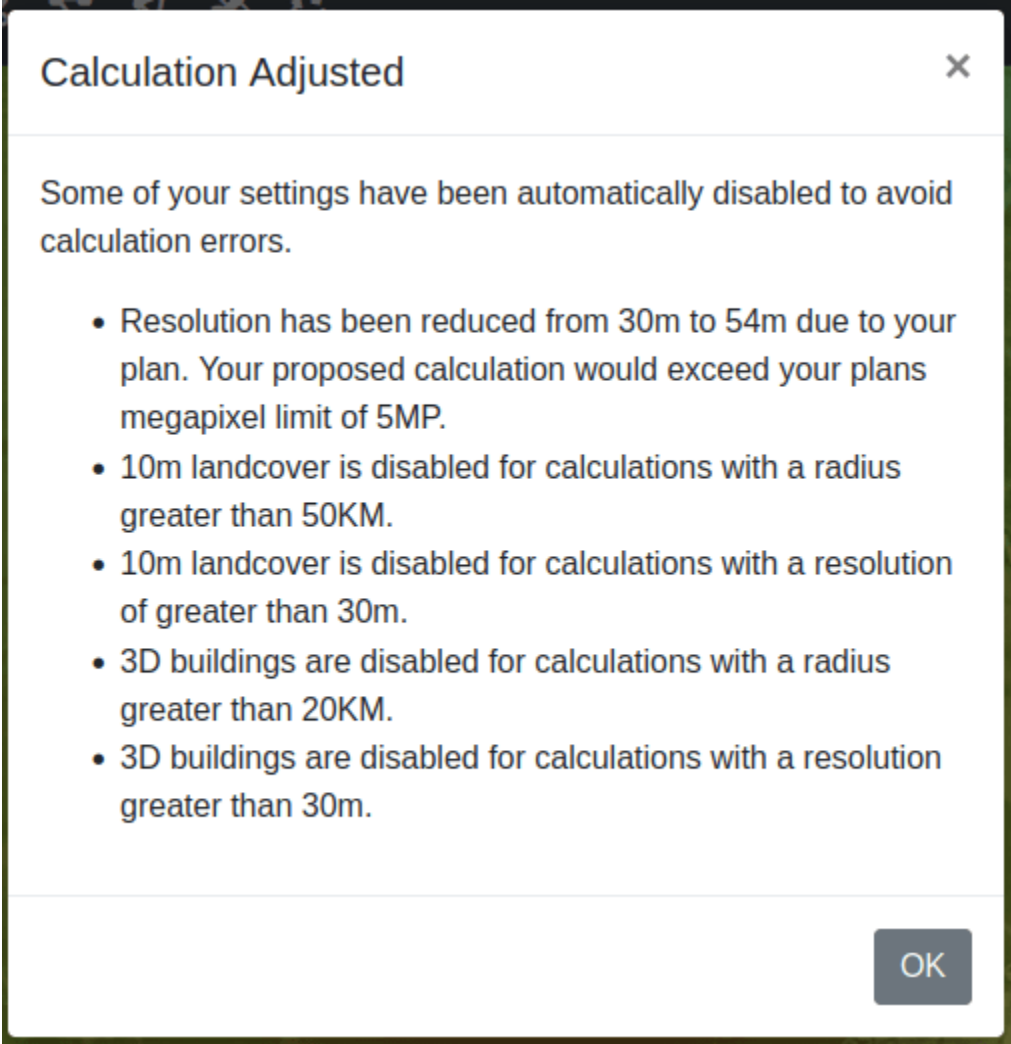 Calculation Adjusted
×
Some of your settings have been automatically disabled to avoid
calculation errors.
• Resolution has been reduced from 30m to 54m due to your
plan. Your proposed calculation would exceed your plans
megapixel limit of 5MP.
• 10m landcover is disabled for calculations with a radius
greater than 50KM.
• 10m landcover is disabled for calculations with a resolution
of greater than 30m.
• 3D buildings are disabled for calculations with a radius
greater than 20KM.
• 3D buildings are disabled for calculations with a resolution
greater than 30m.
OK